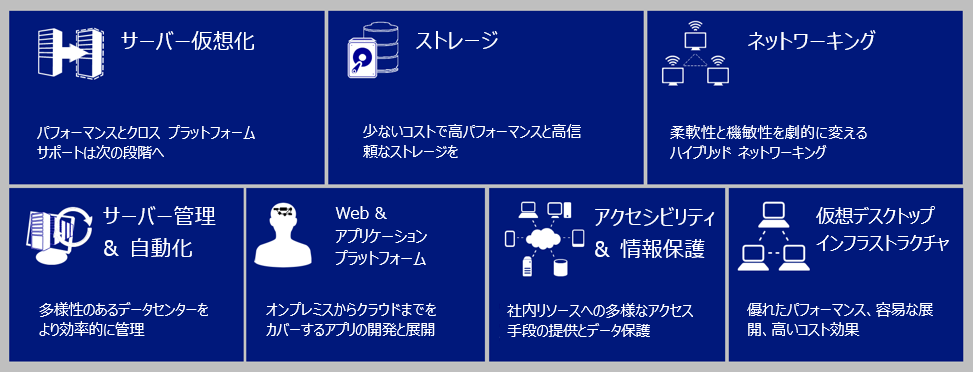 サーバー仮想化
パフォーマンスとクロス プラットフォーム
サポートは次の段階へ
ストレージ
少ないコストで高パフォーマンスと高信
頼なストレージを
ネットワーキング
柔軟性と機敏性を劇的に変える
ハイブリッド ネットワーキング
サーバー管理
& 自動化
多様性のあるデータセンターを
より効率的に管理
Web &
アプリケーション
プラットフォーム
オンプレミスからクラウドまでを
カバーするアプリの開発と展開
アクセシビリティ
& 情報保護
社内リソースへの多様なアクセス
手段の提供とデータ保護
仮想デスクトップ
インフラストラクチャ
優れたパフォーマンス、容易な展
開、高いコスト効果